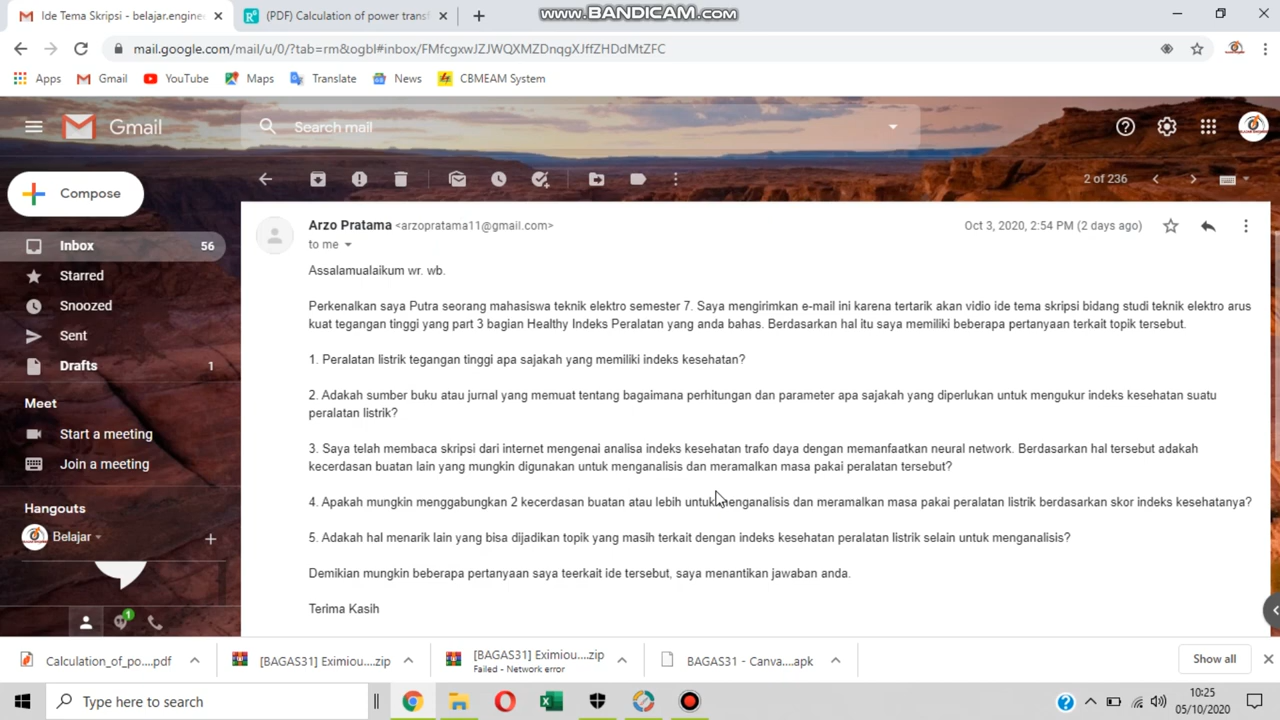 Ide Tema Skripsi - belajar.engine
(PDF) Calculation of power transf
www.BANDICAM.com
mail.google.com/mail/u/0/?tab=rm&ogbl#inbox/FMfcgxwJZJWQXMZDnqgXJffZHDdMtZFC
Apps Gmail YouTube Maps Translate News CBMEAM System
Gmail
Search mail
Compose
2 of 236
Inbox 56
Starred
Snoozed
Sent
Drafts 1
Meet
Start a meeting
Join a meeting
Hangouts
Belajar
1
Arzo Pratama <arzopratama11@gmail.com>
Oct 3, 2020, 2:54 PM (2 days ago)
to me
Assalamualaikum wr. wb.
Perkenalkan saya Putra seorang mahasiswa teknik elektro semester 7. Saya mengirimkan e-mail ini karena tertarik akan vidio ide tema skripsi bidang studi teknik elektro arus
kuat tegangan tinggi yang part 3 bagian Healthy Indeks Peralatan yang anda bahas. Berdasarkan hal itu saya memiliki beberapa pertanyaan terkait topik tersebut.
1. Peralatan listrik tegangan tinggi apa sajakah yang memiliki indeks kesehatan?
2. Adakah sumber buku atau jurnal yang memuat tentang bagaimana perhitungan dan parameter apa sajakah yang diperlukan untuk mengukur indeks kesehatan suatu
peralatan listrik?
3. Saya telah membaca skripsi dari internet mengenai analisa indeks kesehatan trafo daya dengan memanfaatkan neural network. Berdasarkan hal tersebut adakah
kecerdasan buatan lain yang mungkin digunakan untuk menganalisis dan meramalkan masa pakai peralatan tersebut?
4. Apakah mungkin menggabungkan 2 kecerdasan buatan atau lebih untuk menganalisis dan meramalkan masa pakai peralatan listrik berdasarkan skor indeks kesehatanya?
5. Adakah hal menarik lain yang bisa dijadikan topik yang masih terkait dengan indeks kesehatan peralatan listrik selain untuk menganalisis?
Demikian mungkin beberapa pertanyaan saya teerkait ide tersebut, saya menantikan jawaban anda.
Terima Kasih
Calculation_of_po....pdf
[BAGAS31] Eximiou....zip
[BAGAS31] Eximiou....zip
Failed - Network error
BAGAS31 - Canva....apk
Show all
Type here to search
10:25
05/10/2020